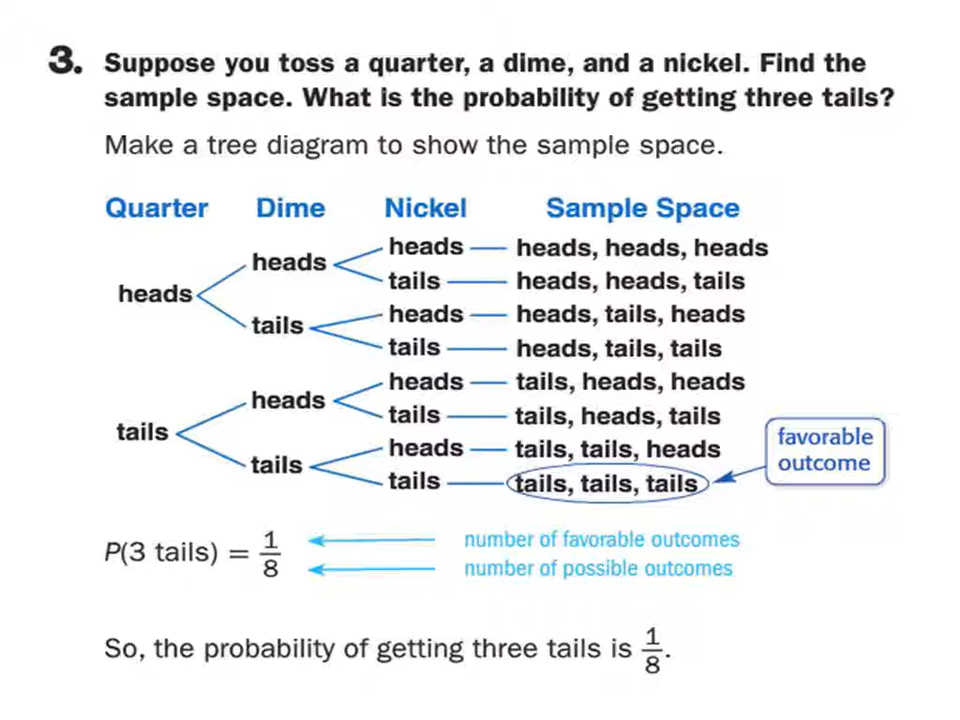 3. Suppose you toss a quarter, a dime, and a nickel. Find the
sample space. What is the probability of getting three tails?
Make a tree diagram to show the sample space.
Quarter Dime Nickel Sample Space
heads heads, heads, heads
heads
tails heads, heads, tails
heads
heads heads, tails, heads
tails
tails heads, tails, tails
heads tails, heads, heads
heads
tails tails, heads, tails
tails
heads tails, tails, heads
tails
tails tails, tails, tails
favorable
outcome
P(3 tails) = 1/8
number of favorable outcomes
number of possible outcomes
So, the probability of getting three tails is 1/8.